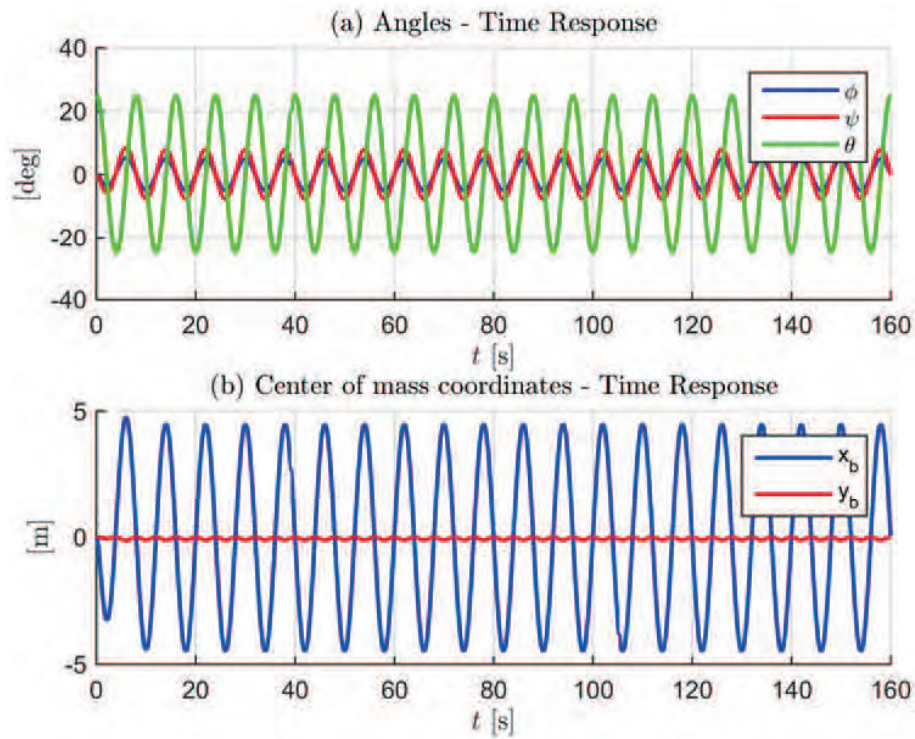 (a) Angles - Time Response
40
20
0
-20
-40
[deg]
ϕ
ψ
θ
0 20 40 60 80 100 120 140 160
t [s]
(b) Center of mass coordinates - Time Response
5
0
-5
[m]
x_b
y_b
0 20 40 60 80 100 120 140 160
t [s]